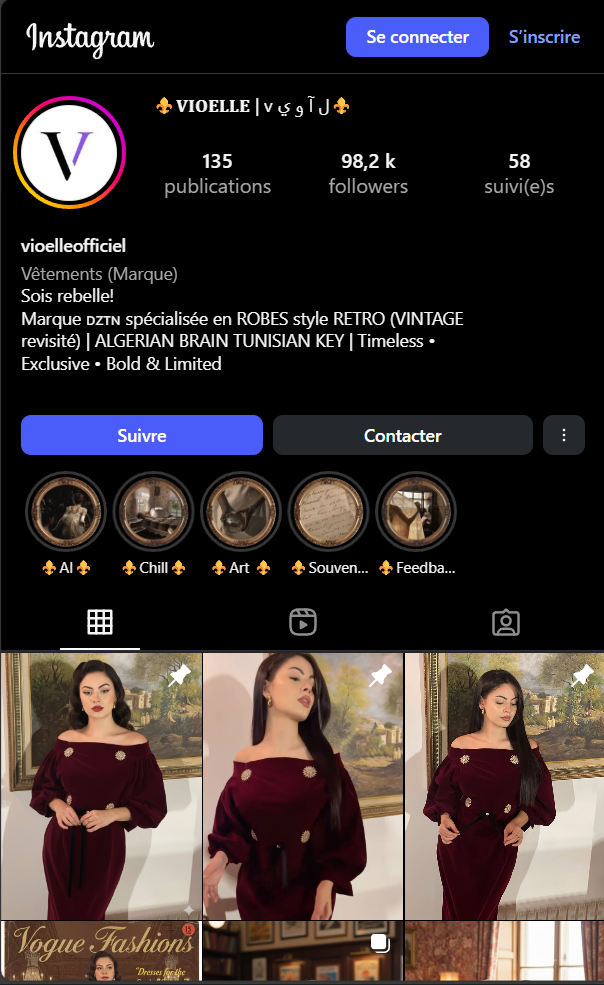 Instagram
Se connecter
S'inscrire
⚜️ VIOELLE | v ل آ و ي ⚜️
135
publications
98,2 k
followers
58
suivi(e)s
vioelleofficiel
Vêtements (Marque)
Sois rebelle!
Marque ᴅᴢᴛɴ spécialisée en ROBES style RETRO (VINTAGE
revisité) | ALGERIAN BRAIN TUNISIAN KEY | Timeless •
Exclusive • Bold & Limited
Suivre
Contacter
⚜️ AI ⚜️
⚜️ Chill ⚜️
⚜️ Art ⚜️
⚜️ Souven...
⚜️ Feedba...
Vogue Fashions
"Dresses for the